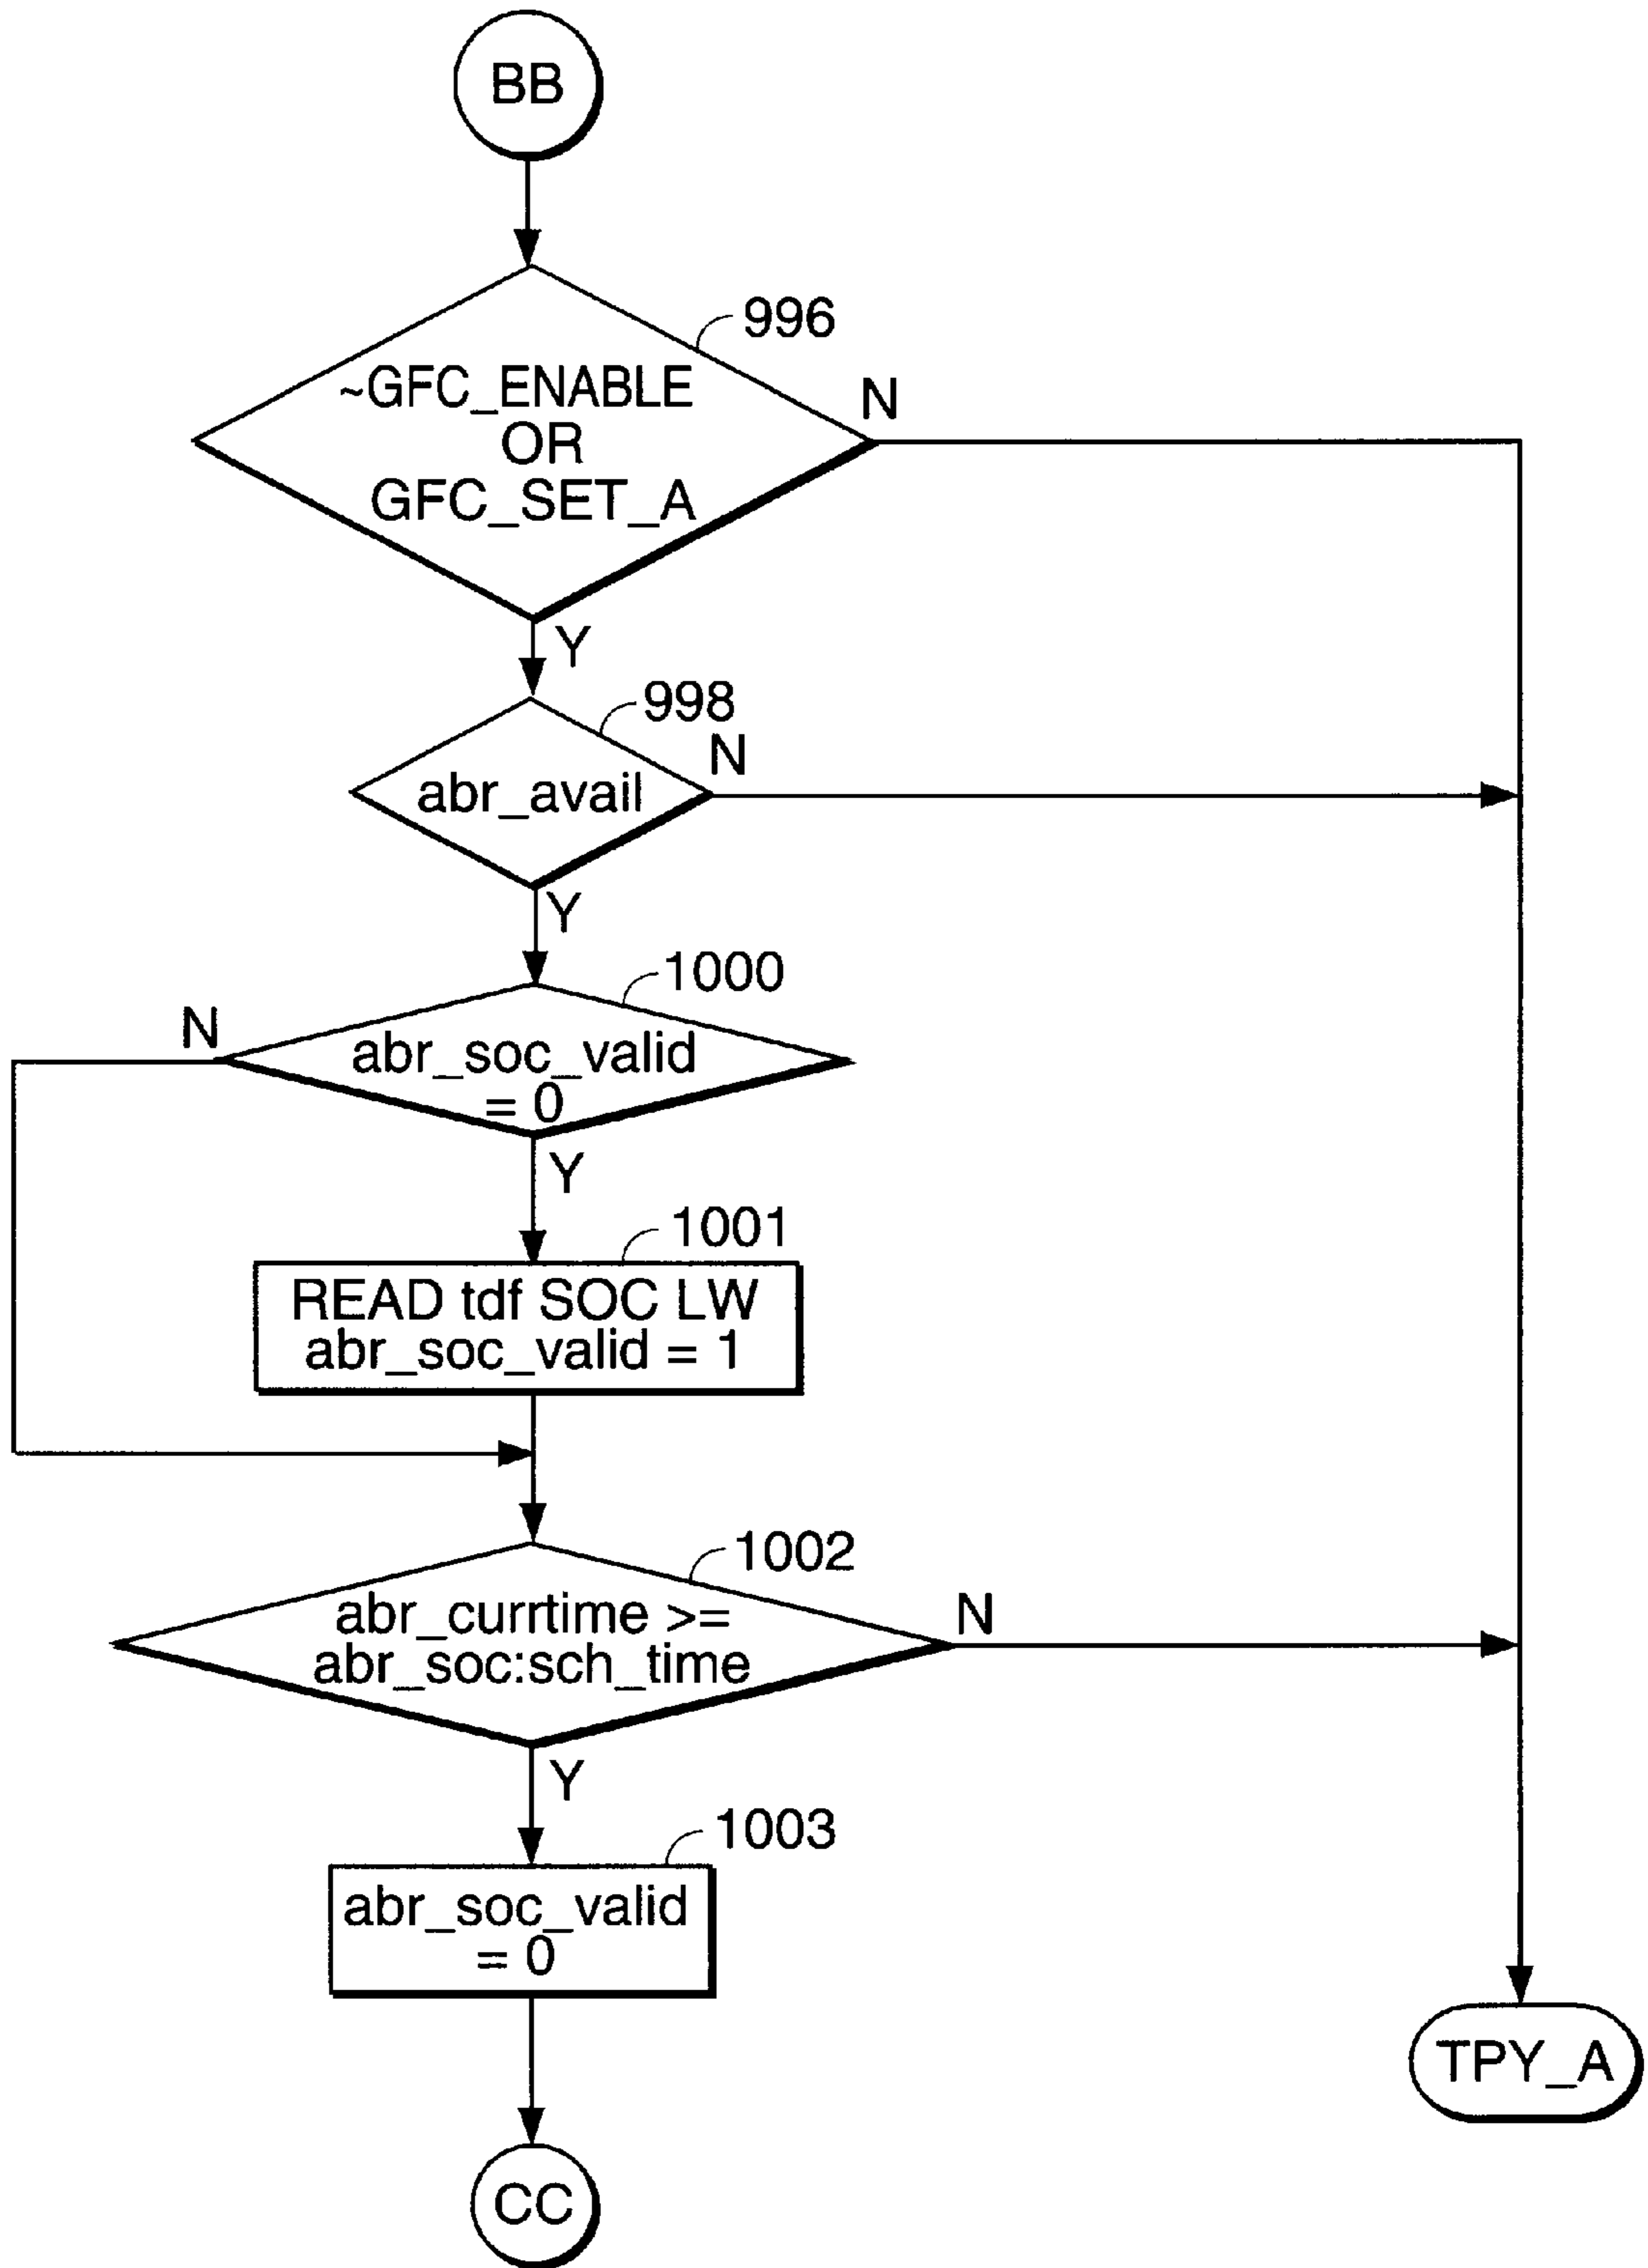 BB
996
~GFC_ENABLE
OR
GFC_SET_A
N
Y
998
abr_avail
N
Y
1000
N
abr_soc_valid
= 0
Y
1001
READ tdf SOC LW
abr_soc_valid = 1
1002
abr_currtime >=
abr_soc:sch_time
N
Y
1003
abr_soc_valid
= 0
TPY_A
CC